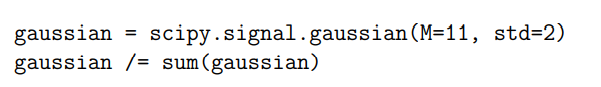 gaussian = scipy.signal.gaussian(M=11, std=2)
gaussian /= sum(gaussian)